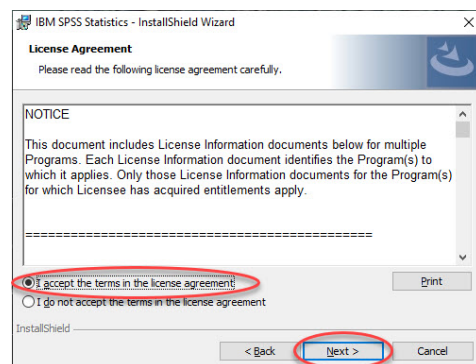 IBM SPSS Statistics - InstallShield Wizard
License Agreement
Please read the following license agreement carefully.
NOTICE
This document includes License Information documents below for multiple
Programs. Each License Information document identifies the Program(s) to
which it applies. Only those License Information documents for the Program(s)
for which Licensee has acquired entitlements apply.
==============================================
I accept the terms in the license agreement
Print
I do not accept the terms in the license agreement
InstallShield
< Back
Next >
Cancel